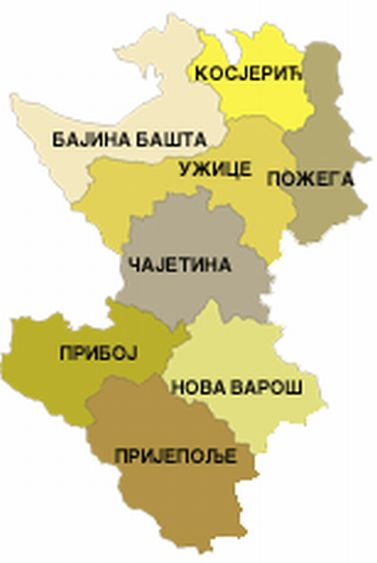 КОСЈЕРИЋ
БАЈИНА БАШТА
УЖИЦЕ
ПОЖЕГА
ЧАЈЕТИНА
ПРИБОЈ
НОВА ВАРОШ
ПРИЈЕПОЉЕ